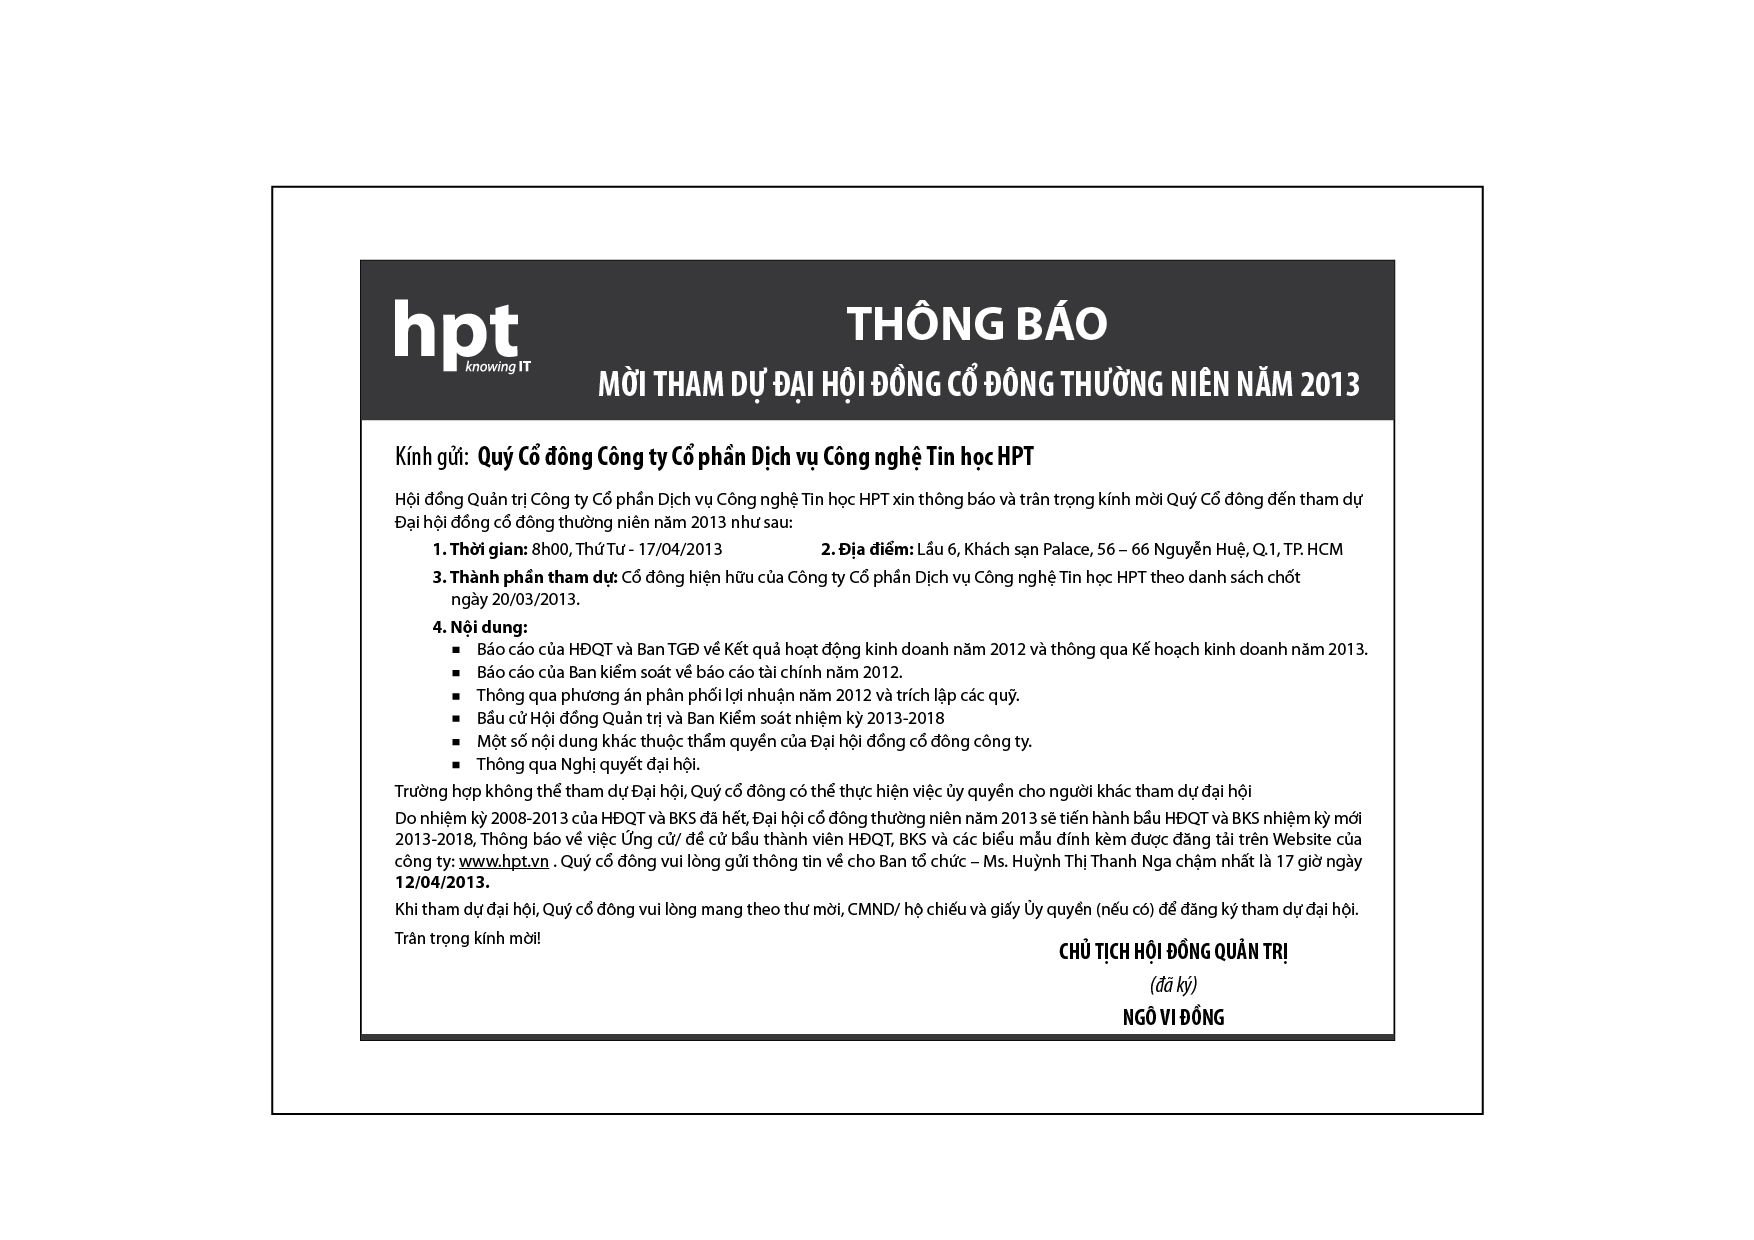 hpt
knowing IT
THÔNG BÁO
MỜI THAM DỰ ĐẠI HỘI ĐỒNG CỔ ĐÔNG THƯỜNG NIÊN NĂM 2013
Kính gửi: Quý Cổ đông Công ty Cổ phần Dịch vụ Công nghệ Tin học HPT
Hội đồng Quản trị Công ty Cổ phần Dịch vụ Công nghệ Tin học HPT xin thông báo và trân trọng kính mời Quý Cổ đông đến tham dự
Đại hội đồng cổ đông thường niên năm 2013 như sau:
1. Thời gian: 8h00, Thứ Tư - 17/04/2013 2. Địa điểm: Lầu 6, Khách sạn Palace, 56 – 66 Nguyễn Huệ, Q.1, TP. HCM
3. Thành phần tham dự: Cổ đông hiện hữu của Công ty Cổ phần Dịch vụ Công nghệ Tin học HPT theo danh sách chốt
ngày 20/03/2013.
4. Nội dung:
▪ Báo cáo của HĐQT và Ban TGĐ về Kết quả hoạt động kinh doanh năm 2012 và thông qua Kế hoạch kinh doanh năm 2013.
▪ Báo cáo của Ban kiểm soát về báo cáo tài chính năm 2012.
▪ Thông qua phương án phân phối lợi nhuận năm 2012 và trích lập các quỹ.
▪ Bầu cử Hội đồng Quản trị và Ban Kiểm soát nhiệm kỳ 2013-2018
▪ Một số nội dung khác thuộc thẩm quyền của Đại hội đồng cổ đông công ty.
▪ Thông qua Nghị quyết đại hội.
Trường hợp không thể tham dự Đại hội, Quý cổ đông có thể thực hiện việc ủy quyền cho người khác tham dự đại hội
Do nhiệm kỳ 2008-2013 của HĐQT và BKS đã hết, Đại hội cổ đông thường niên năm 2013 sẽ tiến hành bầu HĐQT và BKS nhiệm kỳ mới
2013-2018, Thông báo về việc Ứng cử/ đề cử bầu thành viên HĐQT, BKS và các biểu mẫu đính kèm được đăng tải trên Website của
công ty: www.hpt.vn . Quý cổ đông vui lòng gửi thông tin về cho Ban tổ chức – Ms. Huỳnh Thị Thanh Nga chậm nhất là 17 giờ ngày
12/04/2013.
Khi tham dự đại hội, Quý cổ đông vui lòng mang theo thư mời, CMND/ hộ chiếu và giấy Ủy quyền (nếu có) để đăng ký tham dự đại hội.
Trân trọng kính mời!
CHỦ TỊCH HỘI ĐỒNG QUẢN TRỊ
(đã ký)
NGÔ VI ĐỒNG